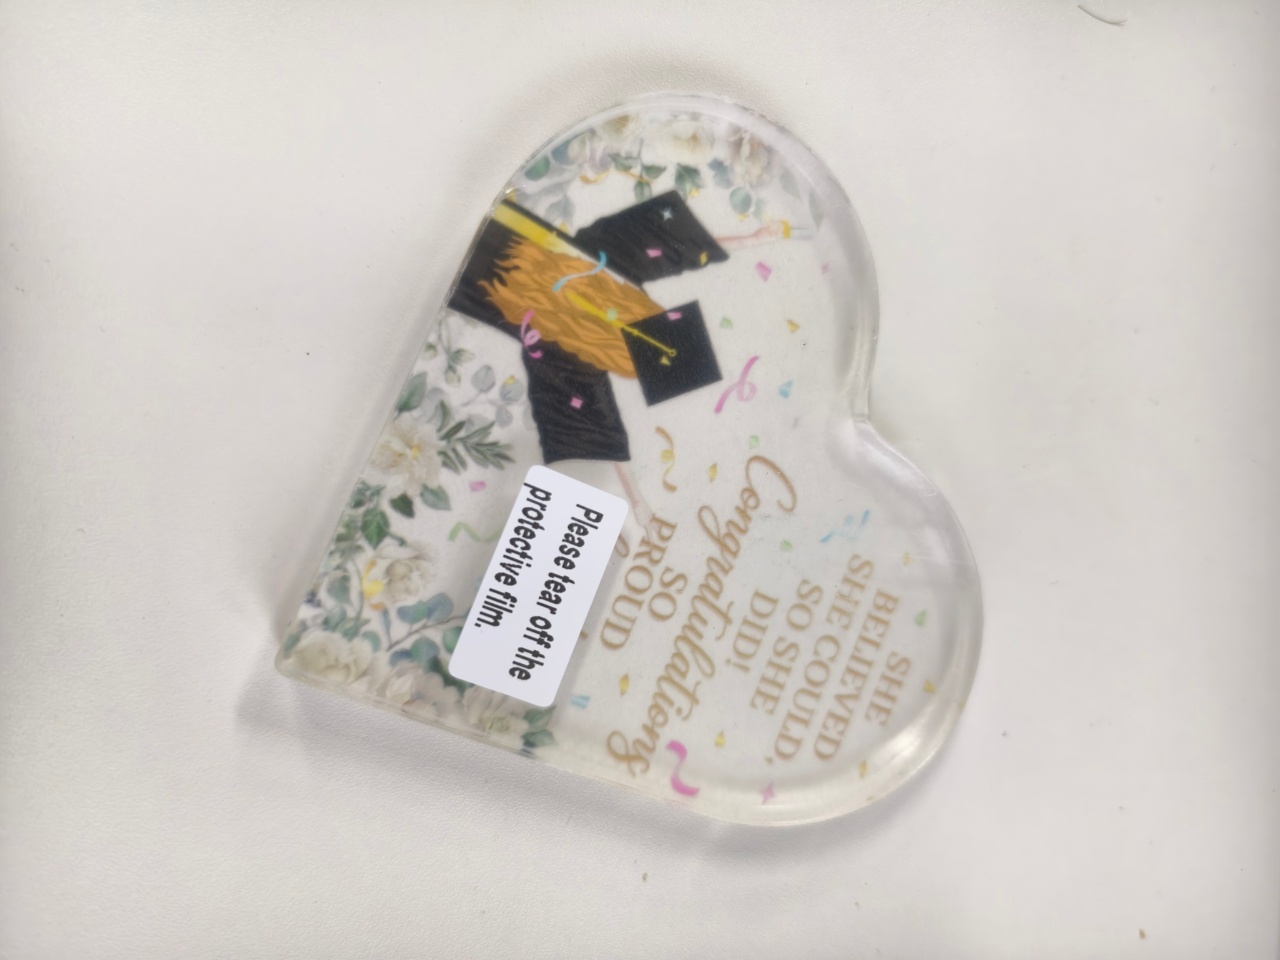 SHE
BELIEVED
SHE COULD,
SO SHE
DID!
Congratulations
SO
PROUD
Please tear off the
protective film.